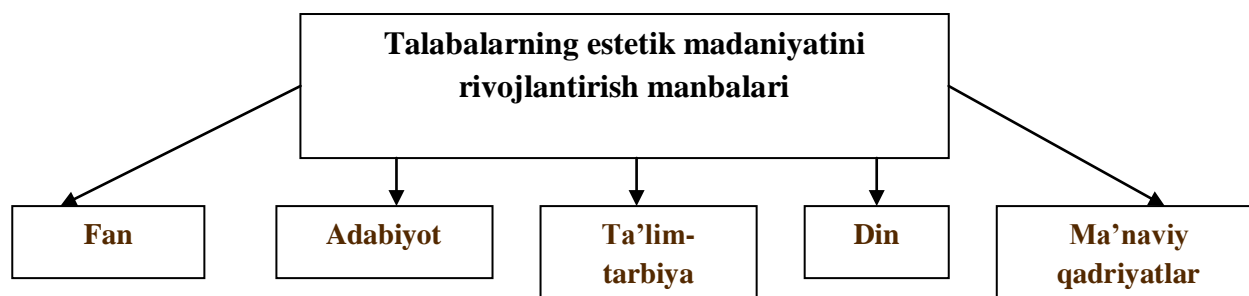 Talabalarning estetik madaniyatini
rivojlantirish manbalari
Fan
Adabiyot
Ta’lim-
tarbiya
Din
Ma’naviy
qadriyatlar